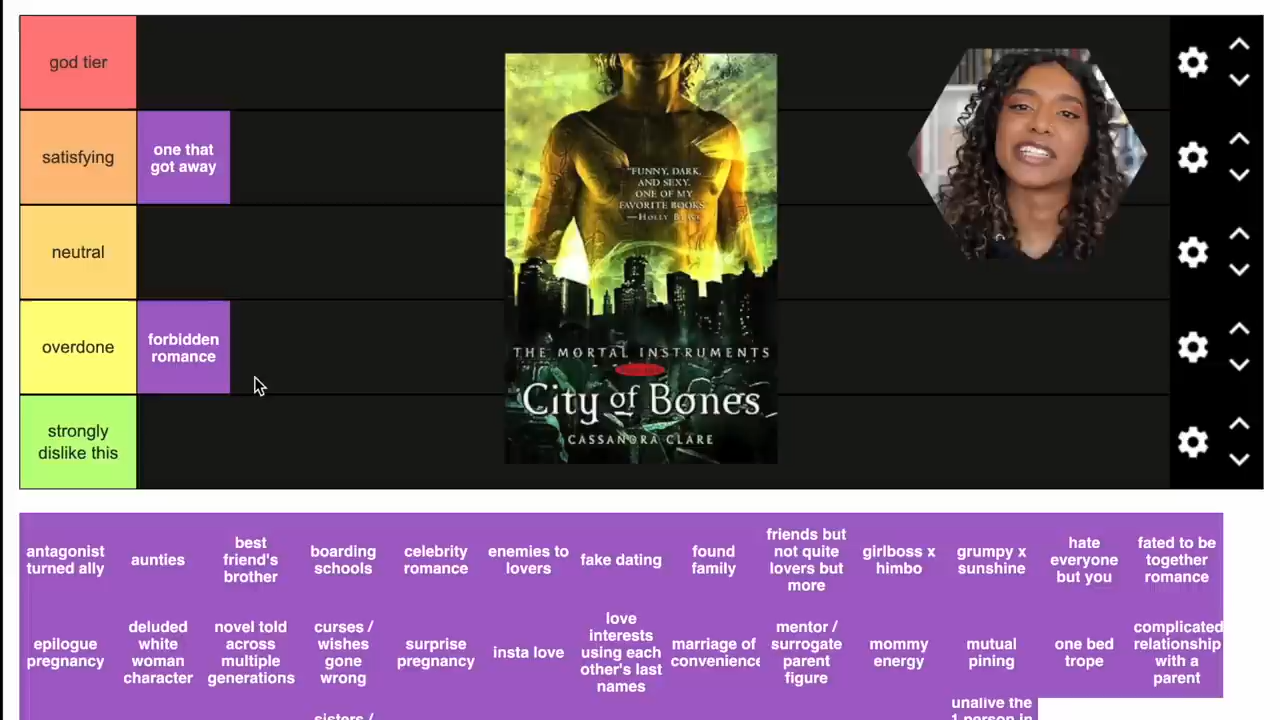 god tier
satisfying
one that
got away
neutral
overdone
forbidden
romance
strongly
dislike this
"FUNNY, DARK,
AND SEXY.
ONE OF MY
FAVORITE BOOKS."
—HOLLY BLACK
THE MORTAL INSTRUMENTS
City of Bones
CASSANDRA CLARE
antagonist
turned ally
aunties
best
friend's
brother
boarding
schools
celebrity
romance
enemies to
lovers
fake dating
found
family
friends but
not quite
lovers but
more
girlboss x
himbo
grumpy x
sunshine
hate
everyone
but you
fated to be
together
romance
epilogue
pregnancy
deluded
white
woman
character
novel told
across
multiple
generations
curses /
wishes
gone
wrong
surprise
pregnancy
insta love
love
interests
using each
other's last
names
marriage of
convenience
mentor /
surrogate
parent
figure
mommy
energy
mutual
pining
one bed
trope
complicated
relationship
with a
parent
sisters /
unalive the
1 person in